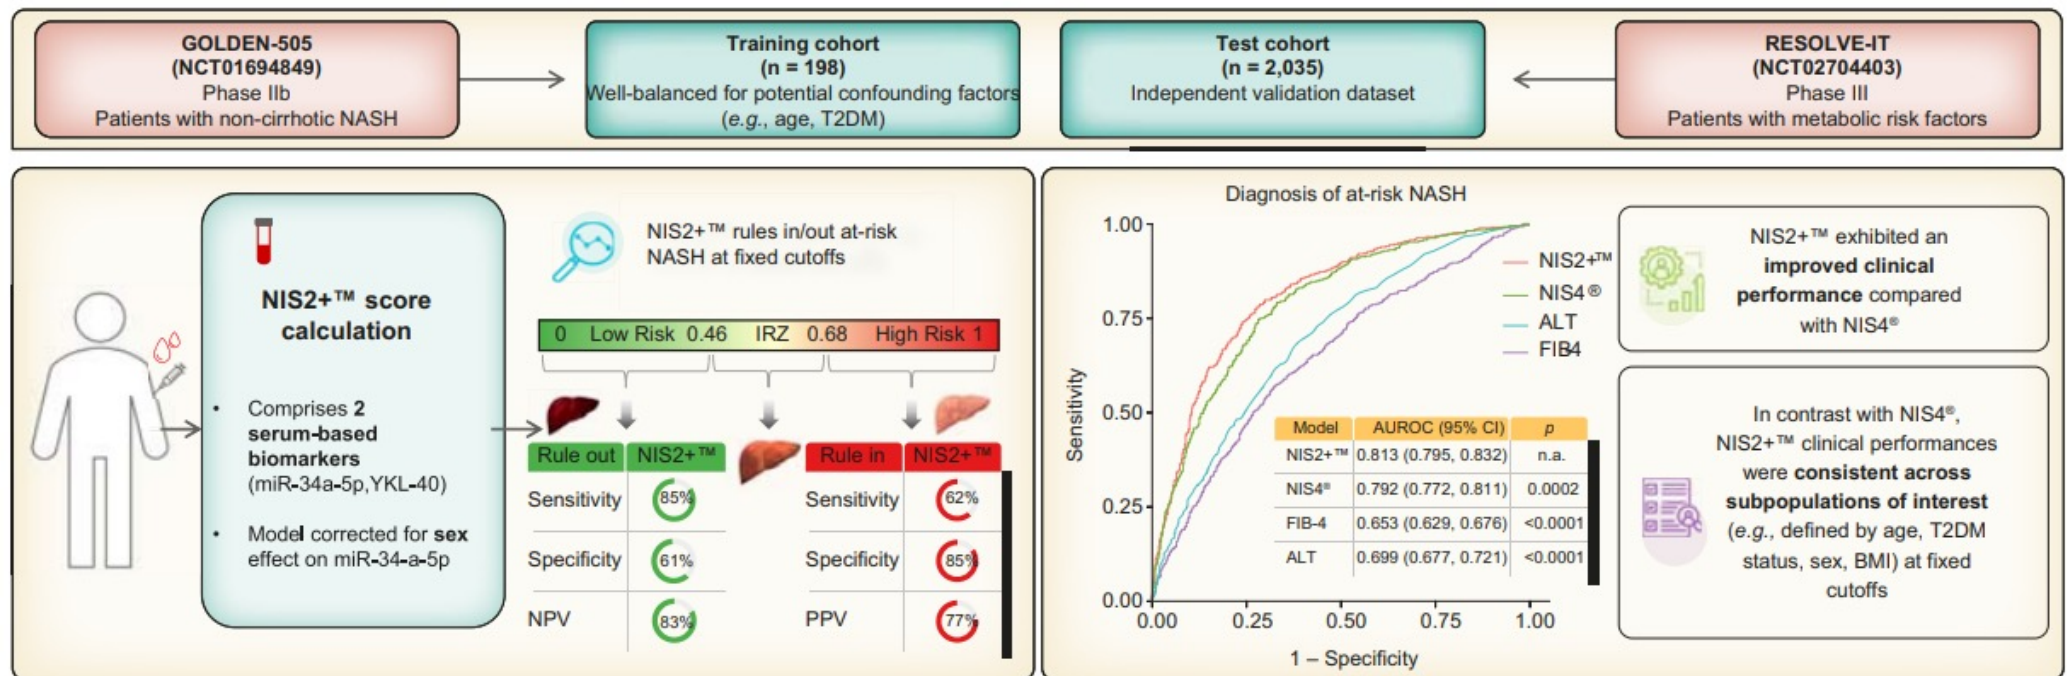 GOLDEN-505
(NCT01694849)
Phase IIb
Patients with non-cirrhotic NASH
Training cohort
(n = 198)
Well-balanced for potential confounding factors
(e.g., age, T2DM)
Test cohort
(n = 2,035)
Independent validation dataset
RESOLVE-IT
(NCT02704403)
Phase III
Patients with metabolic risk factors
NIS2+™ score
calculation
• Comprises 2
serum-based
biomarkers
(miR-34a-5p,YKL-40)
• Model corrected for sex
effect on miR-34-a-5p
NIS2+™ rules in/out at-risk
NASH at fixed cutoffs
0 Low Risk 0.46 IRZ 0.68 High Risk 1
Rule out NIS2+™
Sensitivity 85%
Specificity 61%
NPV 83%
Rule in NIS2+™
Sensitivity 62%
Specificity 85%
PPV 77%
Diagnosis of at-risk NASH
Sensitivity
1.00
0.75
0.50
0.25
0.00
0.00 0.25 0.50 0.75 1.00
1 – Specificity
NIS2+™
NIS4®
ALT
FIB4
Model AUROC (95% CI) p
NIS2+™ 0.813 (0.795, 0.832) n.a.
NIS4® 0.792 (0.772, 0.811) 0.0002
FIB-4 0.653 (0.629, 0.676) <0.0001
ALT 0.699 (0.677, 0.721) <0.0001
NIS2+™ exhibited an
improved clinical
performance compared
with NIS4®
In contrast with NIS4®,
NIS2+™ clinical performances
were consistent across
subpopulations of interest
(e.g., defined by age, T2DM
status, sex, BMI) at fixed
cutoffs